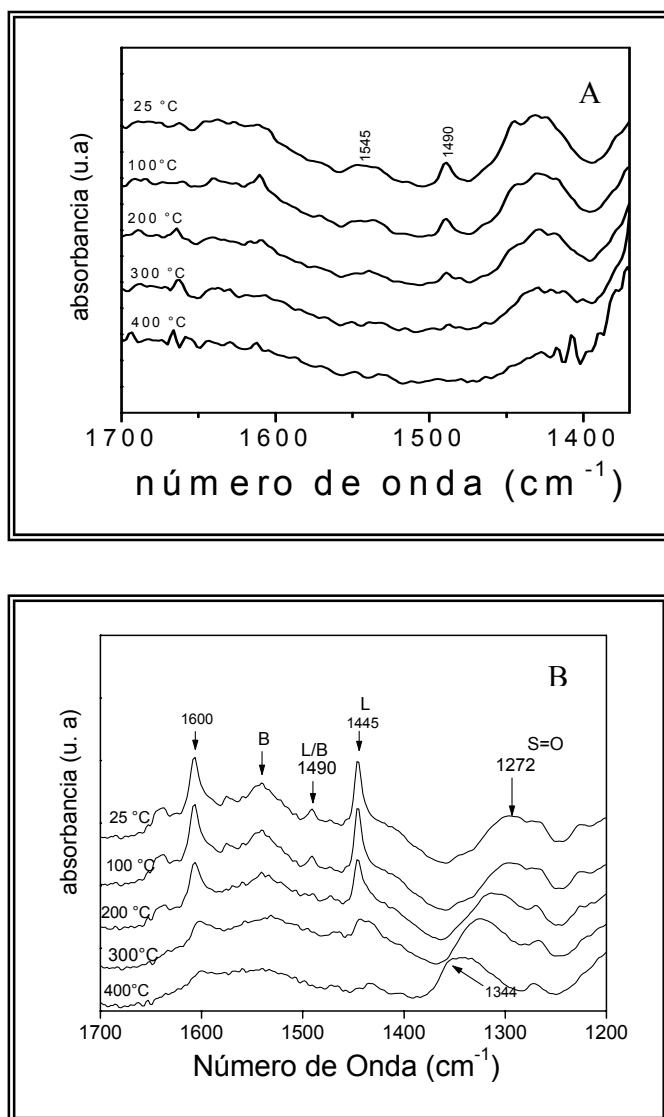 A
absorbancia (u.a)
25 °C
100°C
200 °C
300 °C
400 °C
1545
1490
1700
1600
1500
1400
número de onda (cm⁻¹)
B
absorbancia (u. a)
1600
B
L/B
1490
L
1445
S=O
1272
25 °C
100 °C
200 °C
300°C
400°C
1344
1700
1600
1500
1400
1300
1200
Número de Onda (cm⁻¹)